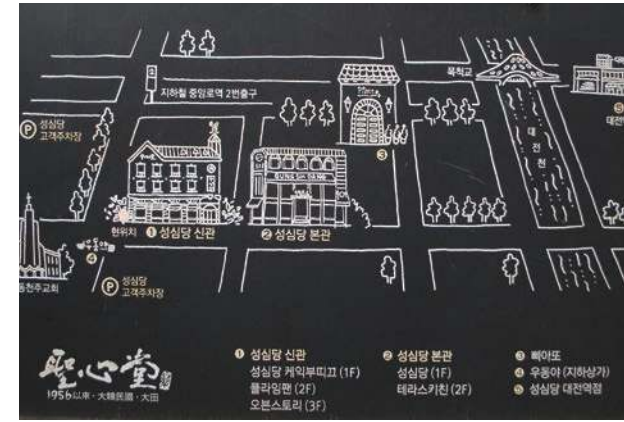 목척교
지하철 중앙로역 2번출구
대전천
P 성심당
고객주차장
❸
❺
대전
현위치
❶ 성심당 신관
❷ 성심당 본관
❹
동천주교회
P 성심당
고객주차장
聖心堂
1956 以來·大韓民國·大田
❶ 성심당 신관
성심당 케익부띠끄 (1F)
플라잉팬 (2F)
오븐스토리 (3F)
❷ 성심당 본관
성심당 (1F)
테라스키친 (2F)
❸ 삐아또
❹ 우동야 (지하상가)
❺ 성심당 대전역점